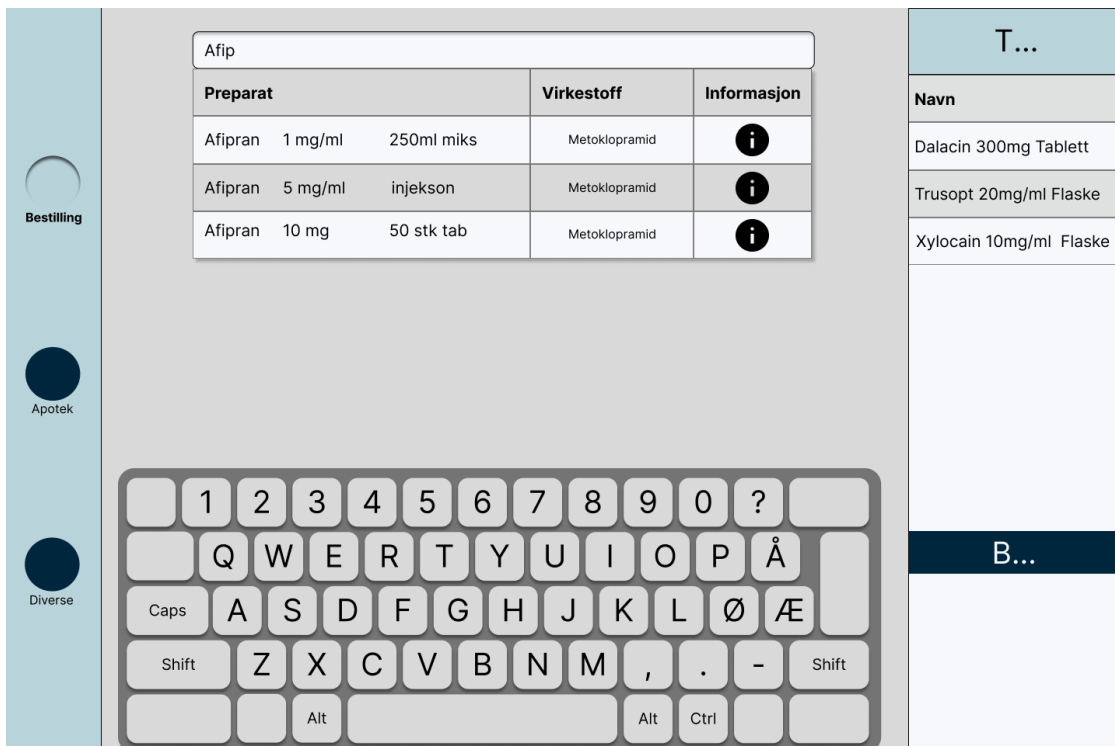 Bestilling
Apotek
Diverse
Afip
Preparat Virkestoff Informasjon
Afipran 1 mg/ml 250ml miks Metoklopramid i
Afipran 5 mg/ml injekson Metoklopramid i
Afipran 10 mg 50 stk tab Metoklopramid i
1 2 3 4 5 6 7 8 9 0 ?
Q W E R T Y U I O P Å
Caps A S D F G H J K L Ø Æ
Shift Z X C V B N M , . - Shift
Alt Alt Ctrl
T...
Navn
Dalacin 300mg Tablett
Trusopt 20mg/ml Flaske
Xylocain 10mg/ml Flaske
B...